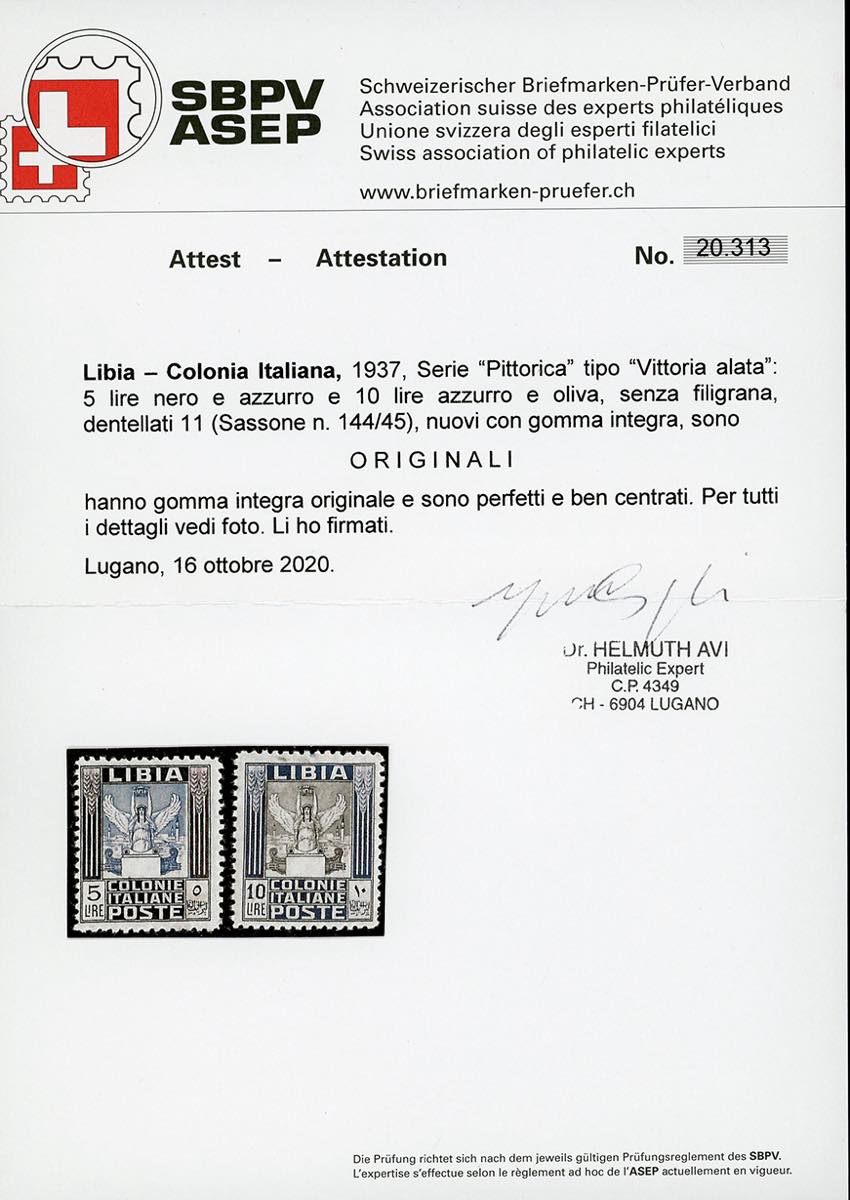 SBPV
ASEP
Schweizerischer Briefmarken-Prüfer-Verband
Association suisse des experts philatéliques
Unione svizzera degli esperti filatelici
Swiss association of philatelic experts
www.briefmarken-pruefer.ch
Attest – Attestation No. 20.313
Libia – Colonia Italiana, 1937, Serie “Pittorica” tipo “Vittoria alata”:
5 lire nero e azzurro e 10 lire azzurro e oliva, senza filigrana,
dentellati 11 (Sassone n. 144/45), nuovi con gomma integra, sono
ORIGINALI
hanno gomma integra originale e sono perfetti e ben centrati. Per tutti
i dettagli vedi foto. Li ho firmati.
Lugano, 16 ottobre 2020.
Dr. HELMUTH AVI
Philatelic Expert
C.P. 4349
CH - 6904 LUGANO
LIBIA
5
LIRE
COLONIE
ITALIANE
POSTE
٥
LIBIA
10
LIRE
COLONIE
ITALIANE
POSTE
١٠
Die Prüfung richtet sich nach dem jeweils gültigen Prüfungsreglement des SBPV.
L'expertise s'effectue selon le règlement ad hoc de l'ASEP actuellement en vigueur.